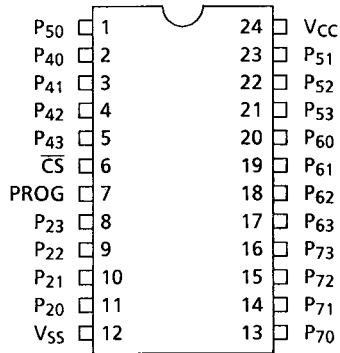 P50 1 24 VCC
P40 2 23 P51
P41 3 22 P52
P42 4 21 P53
P43 5 20 P60
C̅S̅ 6 19 P61
PROG 7 18 P62
P23 8 17 P63
P22 9 16 P73
P21 10 15 P72
P20 11 14 P71
VSS 12 13 P70